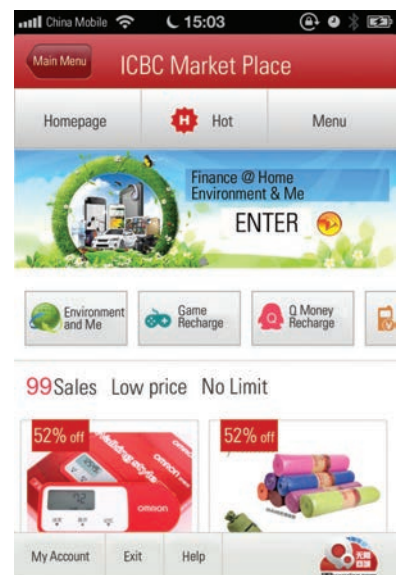 China Mobile 15:03
Main Menu ICBC Market Place
Homepage H Hot Menu
Finance @ Home
Environment & Me
ENTER
Environment
and Me
Game
Recharge
Q
Q Money
Recharge
99Sales Low price No Limit
52% off
52% off
omron
My Account Exit Help